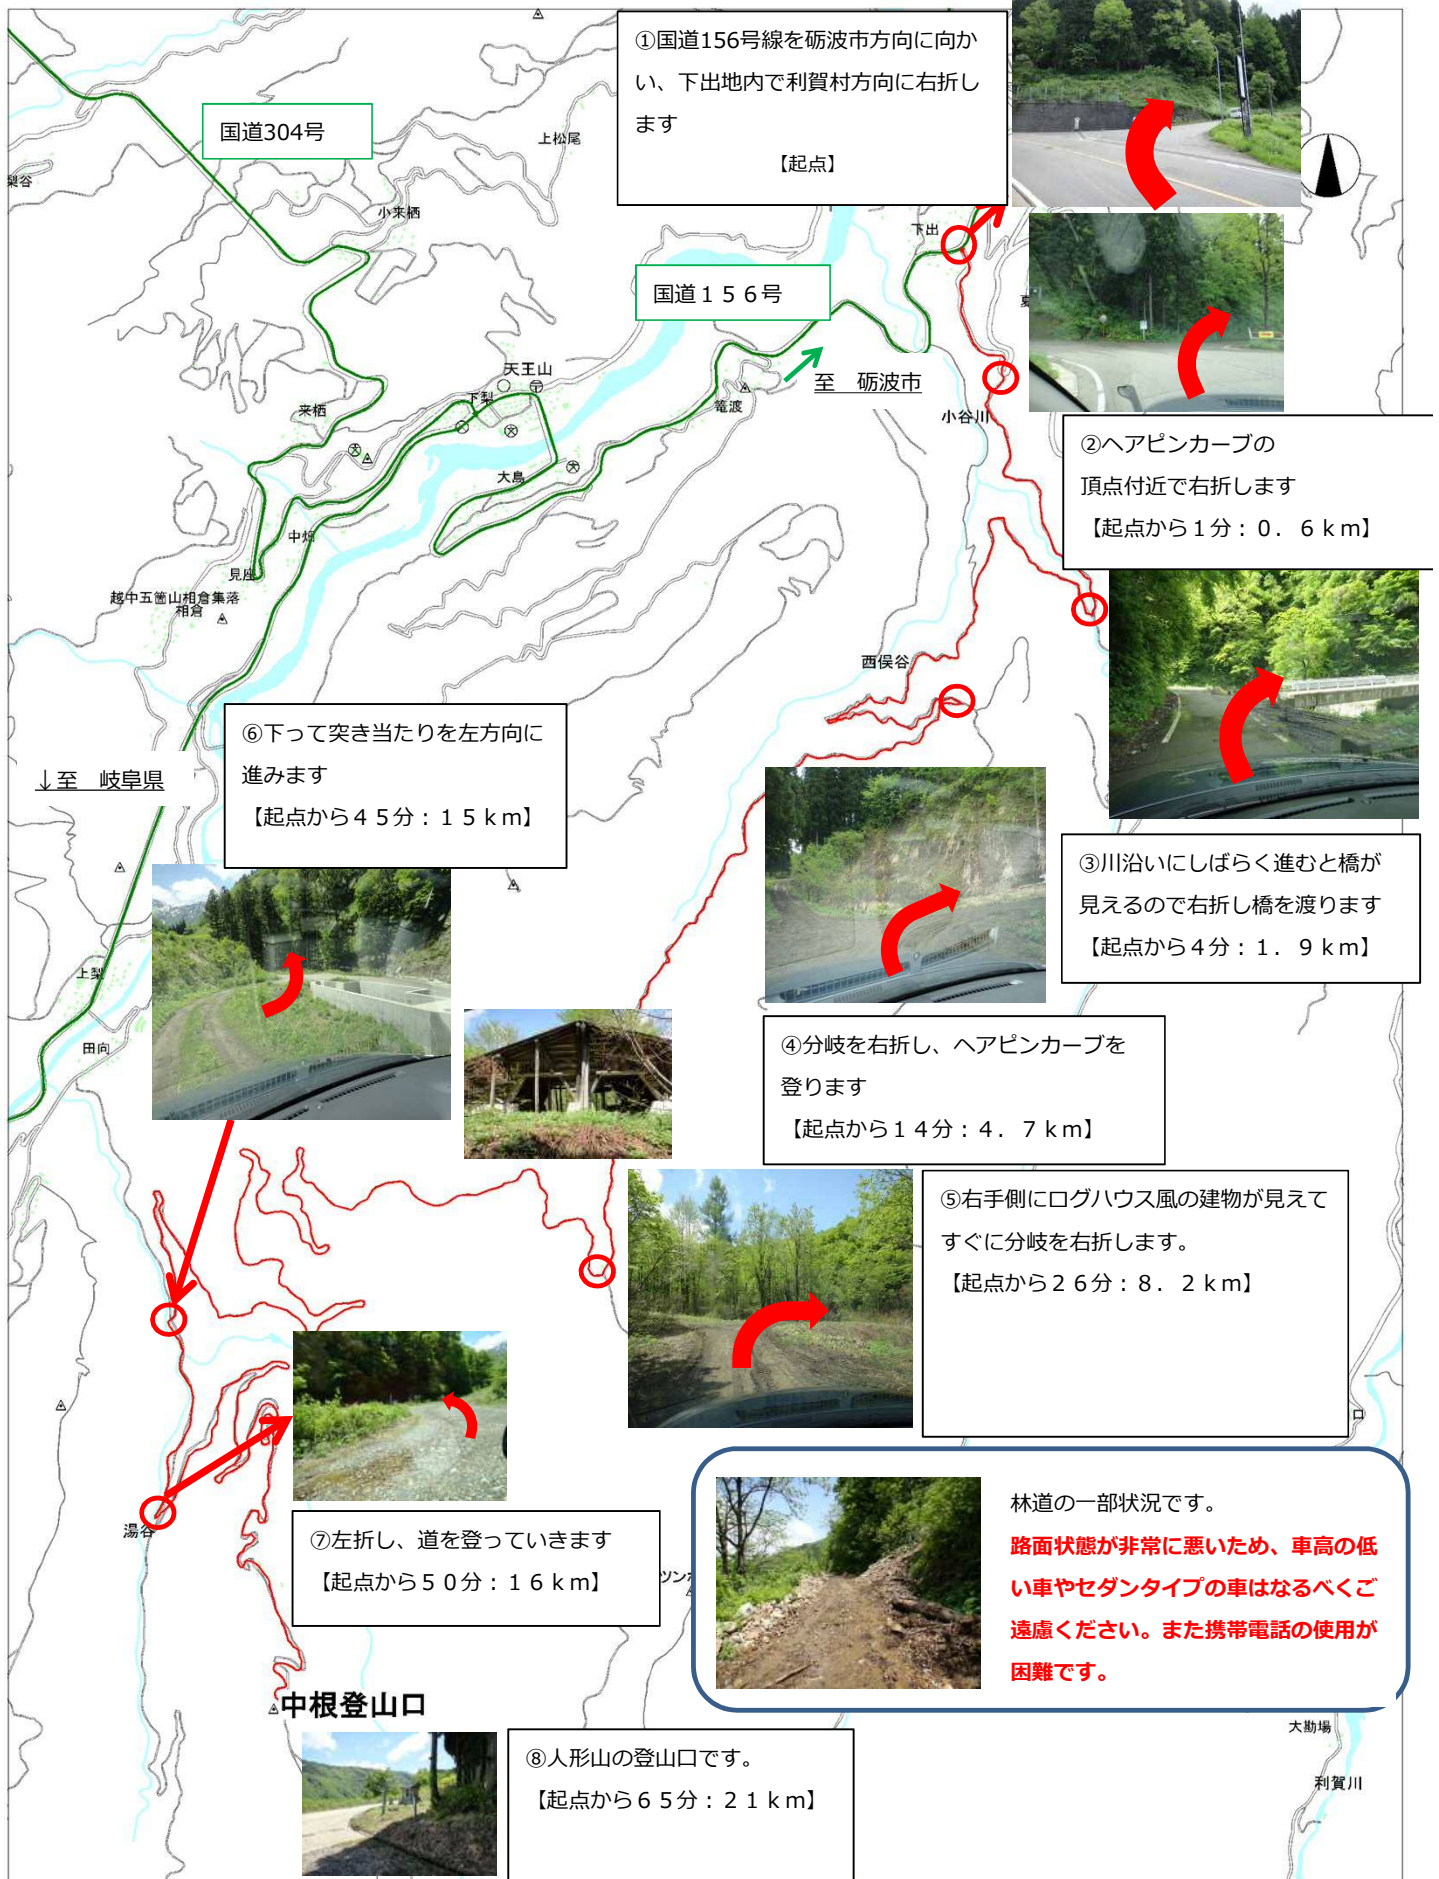 ①国道156号線を砺波市方向に向か
い、下出地内で利賀村方向に右折し
ます
【起点】
国道304号
上松尾
梨谷
小来栖
下出
国道１５６号
至　砺波市
天王山
下梨
来栖
篭渡
小谷川
大島
中畑
見座
越中五箇山相倉集落
相倉
②ヘアピンカーブの
頂点付近で右折します
【起点から１分：０．６ｋｍ】
西俣谷
⑥下って突き当たりを左方向に
進みます
【起点から４５分：１５ｋｍ】
↓至　岐阜県
③川沿いにしばらく進むと橋が
見えるので右折し橋を渡ります
【起点から４分：１．９ｋｍ】
上梨
田向
④分岐を右折し、ヘアピンカーブを
登ります
【起点から１４分：４．７ｋｍ】
⑤右手側にログハウス風の建物が見えて
すぐに分岐を右折します。
【起点から２６分：８．２ｋｍ】
口
湯谷
⑦左折し、道を登っていきます
【起点から５０分：１６ｋｍ】
林道の一部状況です。
路面状態が非常に悪いため、車高の低
い車やセダンタイプの車はなるべくご
遠慮ください。また携帯電話の使用が
困難です。
中根登山口
⑧人形山の登山口です。
【起点から６５分：２１ｋｍ】
大勘場
利賀川